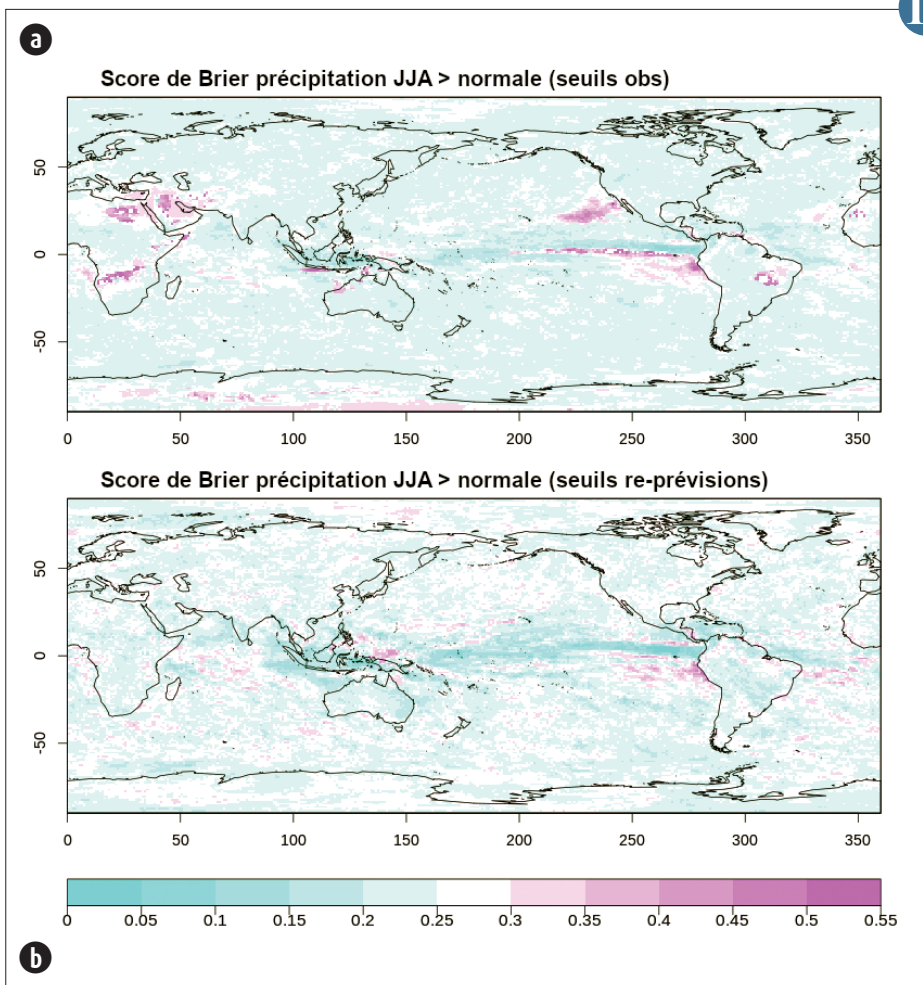 a
Score de Brier précipitation JJA > normale (seuils obs)
50
0
-50
0 50 100 150 200 250 300 350
Score de Brier précipitation JJA > normale (seuils re-prévisions)
50
0
-50
0 50 100 150 200 250 300 350
0 0.05 0.1 0.15 0.2 0.25 0.3 0.35 0.4 0.45 0.5 0.55
b